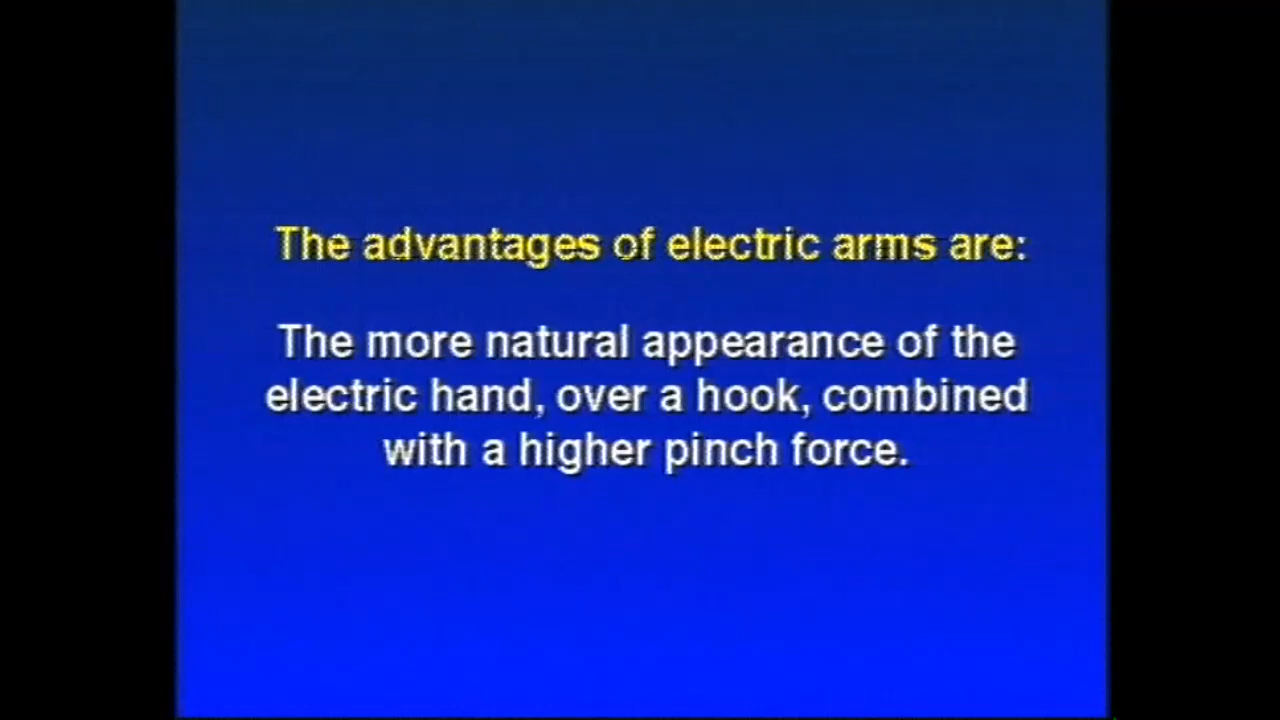 The advantages of electric arms are:
The more natural appearance of the
electric hand, over a hook, combined
with a higher pinch force.